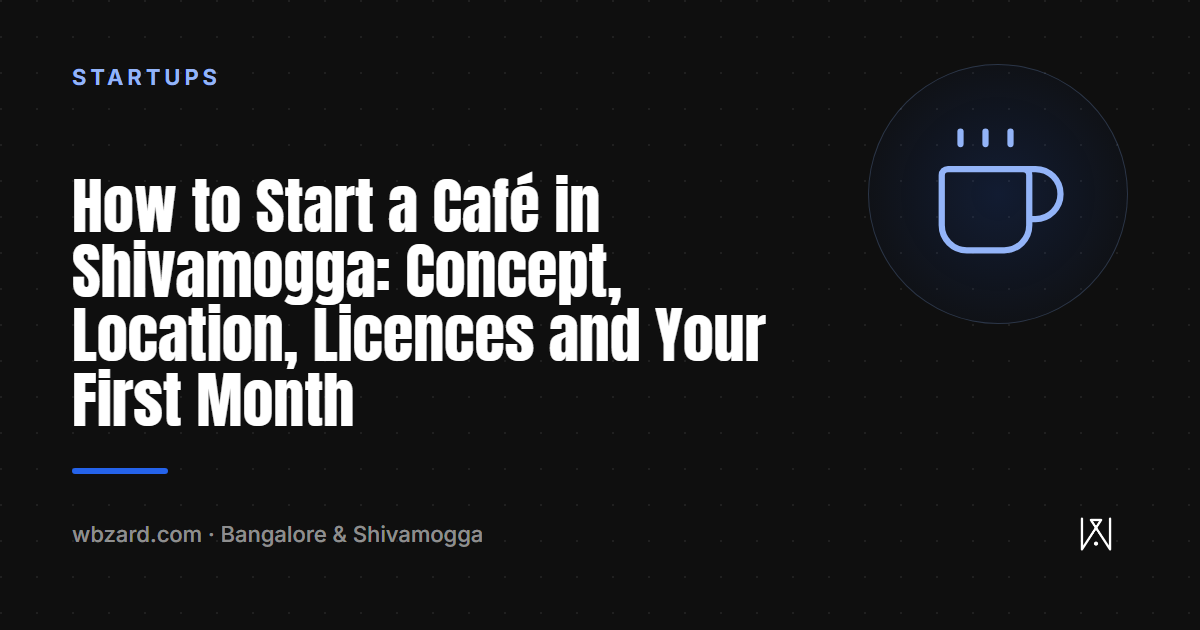 STARTUPS
How to Start a Café in
Shivamogga: Concept,
Location, Licences and Your
First Month
wbzard.com · Bangalore & Shivamogga